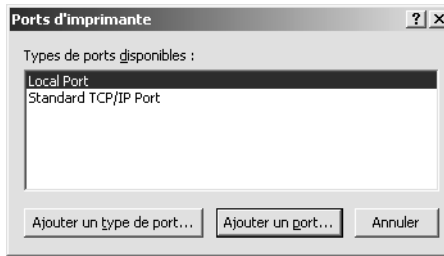 Ports d'imprimante
Types de ports disponibles :
Local Port
Standard TCP/IP Port
Ajouter un type de port... Ajouter un port... Annuler